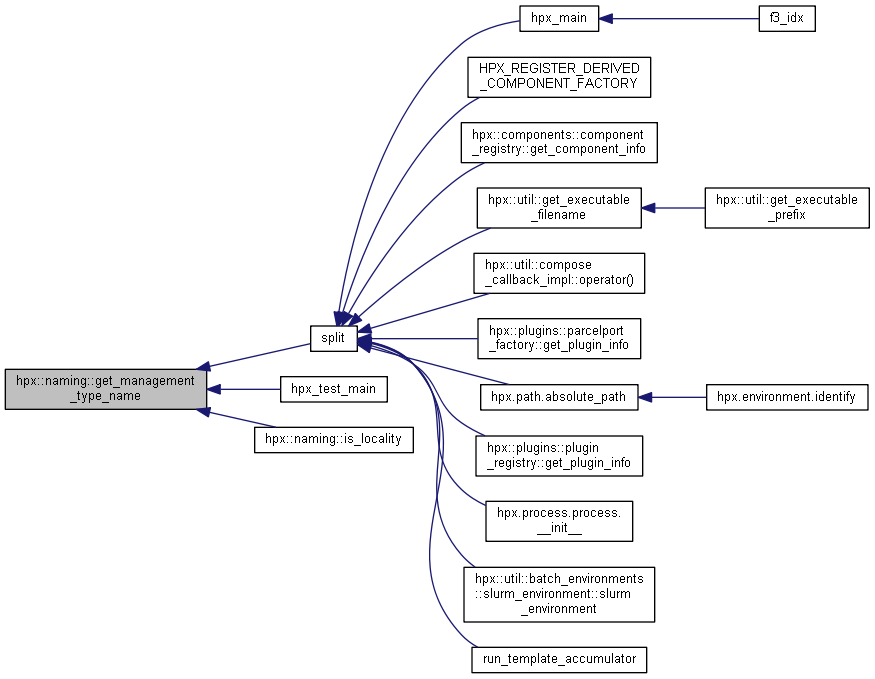 hpx_main
f3_idx
HPX_REGISTER_DERIVED
_COMPONENT_FACTORY
hpx::components::component
_registry::get_component_info
hpx::util::get_executable
_filename
hpx::util::get_executable
_prefix
hpx::util::compose
_callback_impl::operator()
split
hpx::plugins::parcelport
_factory::get_plugin_info
hpx::naming::get_management
_type_name
hpx_test_main
hpx.path.absolute_path
hpx.environment.identify
hpx::naming::is_locality
hpx::plugins::plugin
_registry::get_plugin_info
hpx.process.process.
__init__
hpx::util::batch_environments
::slurm_environment::slurm
_environment
run_template_accumulator